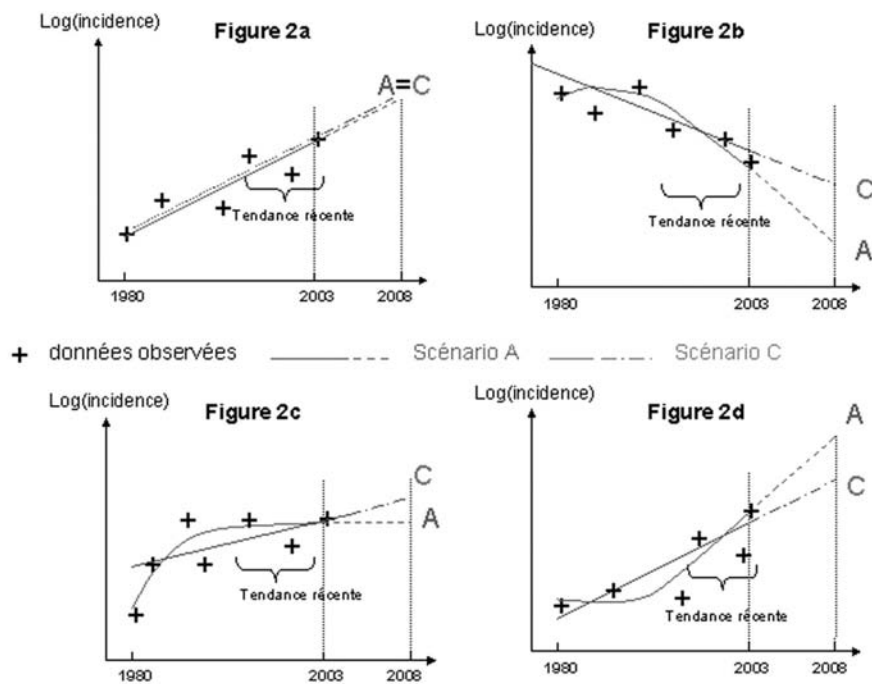 Log(incidence)
Figure 2a
A=C
Tendance récente
1980
2003
2008
Log(incidence)
Figure 2b
C
A
Tendance récente
1980
2003
2008
+ données observées Scénario A Scénario C
Log(incidence)
Figure 2c
C
A
Tendance récente
1980
2003
2008
Log(incidence)
Figure 2d
A
C
Tendance récente
1980
2003
2008